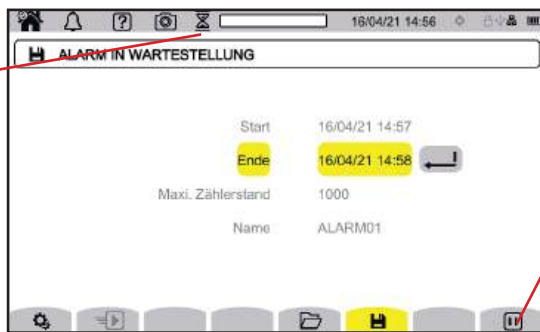 16/04/21 14:56
ALARM IN WARTESTELLUNG
Start 16/04/21 14:57
Ende 16/04/21 14:58
Maxi. Zählerstand 1000
Name ALARM01